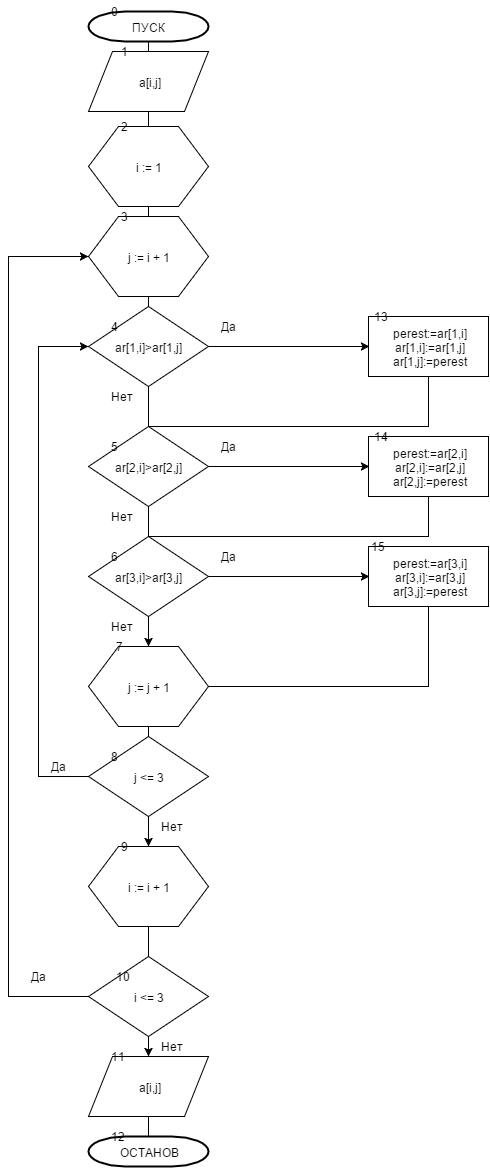 0
ПУСК
1
a[i,j]
2
i := 1
3
j := i + 1
4
ar[1,i]>ar[1,j]
Да
Нет
13
perest:=ar[1,i]
ar[1,i]:=ar[1,j]
ar[1,j]:=perest
5
ar[2,i]>ar[2,j]
Да
Нет
14
perest:=ar[2,i]
ar[2,i]:=ar[2,j]
ar[2,j]:=perest
6
ar[3,i]>ar[3,j]
Да
Нет
15
perest:=ar[3,i]
ar[3,i]:=ar[3,j]
ar[3,j]:=perest
7
j := j + 1
8
j <= 3
Да
Нет
9
i := i + 1
10
i <= 3
Да
Нет
11
a[i,j]
12
ОСТАНОВ